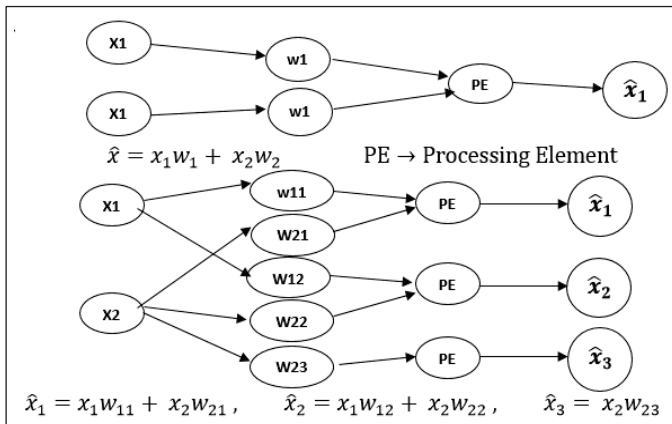 X1 w1 PE x̂₁
X1 w1
x̂ = x₁w₁ + x₂w₂ PE → Processing Element
X1 w11 PE x̂₁
W21
W12 PE x̂₂
X2 W22
W23 PE x̂₃
x̂₁ = x₁w₁₁ + x₂w₂₁ , x̂₂ = x₁w₁₂ + x₂w₂₂ , x̂₃ = x₂w₂₃